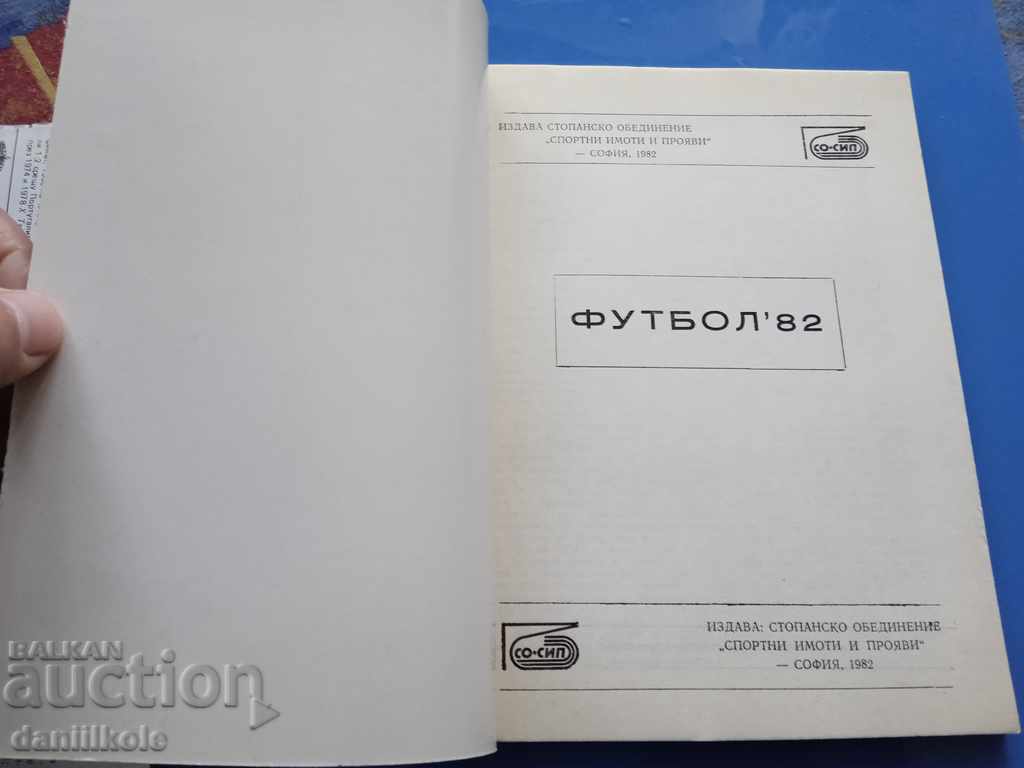 ИЗДАВА СТОПАНСКО ОБЕДИНЕНИЕ
„СПОРТНИ ИМОТИ И ПРОЯВИ“
— СОФИЯ, 1982
СО-СИП
ФУТБОЛ'82
СО-СИП
ИЗДАВА: СТОПАНСКО ОБЕДИНЕНИЕ
„СПОРТНИ ИМОТИ И ПРОЯВИ“
— СОФИЯ, 1982
BALKAN
auction
daniilkole